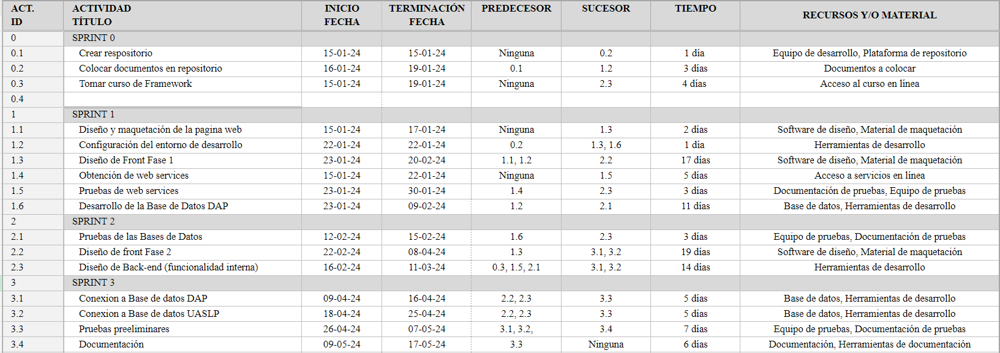 ACT. ID ACTIVIDAD TÍTULO INICIO FECHA TERMINACIÓN FECHA PREDECESOR SUCESOR TIEMPO RECURSOS Y/O MATERIAL
0 SPRINT 0
0.1 Crear respositorio 15-01-24 15-01-24 Ninguna 0.2 1 día Equipo de desarrollo, Plataforma de repositorio
0.2 Colocar documentos en repositorio 16-01-24 19-01-24 0.1 1.2 3 días Documentos a colocar
0.3 Tomar curso de Framework 15-01-24 19-01-24 Ninguna 2.3 4 días Acceso al curso en línea
0.4
1 SPRINT 1
1.1 Diseño y maquetación de la pagina web 15-01-24 17-01-24 Ninguna 1.3 2 días Software de diseño, Material de maquetación
1.2 Configuración del entorno de desarrollo 22-01-24 22-01-24 0.2 1.3, 1.6 1 día Herramientas de desarrollo
1.3 Diseño de Front Fase 1 23-01-24 20-02-24 1.1, 1.2 2.2 17 días Software de diseño, Material de maquetación
1.4 Obtención de web services 15-01-24 22-01-24 Ninguna 1.5 5 días Acceso a servicios en línea
1.5 Pruebas de web services 23-01-24 30-01-24 1.4 2.3 3 días Documentación de pruebas, Equipo de pruebas
1.6 Desarrollo de la Base de Datos DAP 23-01-24 09-02-24 1.2 2.1 11 días Base de datos, Herramientas de desarrollo
2 SPRINT 2
2.1 Pruebas de las Bases de Datos 12-02-24 15-02-24 1.6 2.3 3 días Equipo de pruebas, Documentación de pruebas
2.2 Diseño de front Fase 2 22-02-24 08-04-24 1.3 3.1, 3.2 19 días Software de diseño, Material de maquetación
2.3 Diseño de Back-end (funcionalidad interna) 16-02-24 11-03-24 0.3, 1.5, 2.1 3.1, 3.2 14 días Herramientas de desarrollo
3 SPRINT 3
3.1 Conexion a Base de datos DAP 09-04-24 16-04-24 2.2, 2.3 3.3 5 días Base de datos, Herramientas de desarrollo
3.2 Conexion a Base de datos UASLP 18-04-24 25-04-24 2.2, 2.3 3.3 5 días Base de datos, Herramientas de desarrollo
3.3 Pruebas preeliminares 26-04-24 07-05-24 3.1, 3.2, 3.4 7 días Equipo de pruebas, Documentación de pruebas
3.4 Documentación 09-05-24 17-05-24 3.3 Ninguna 6 días Documentación, Herramientas de documentación